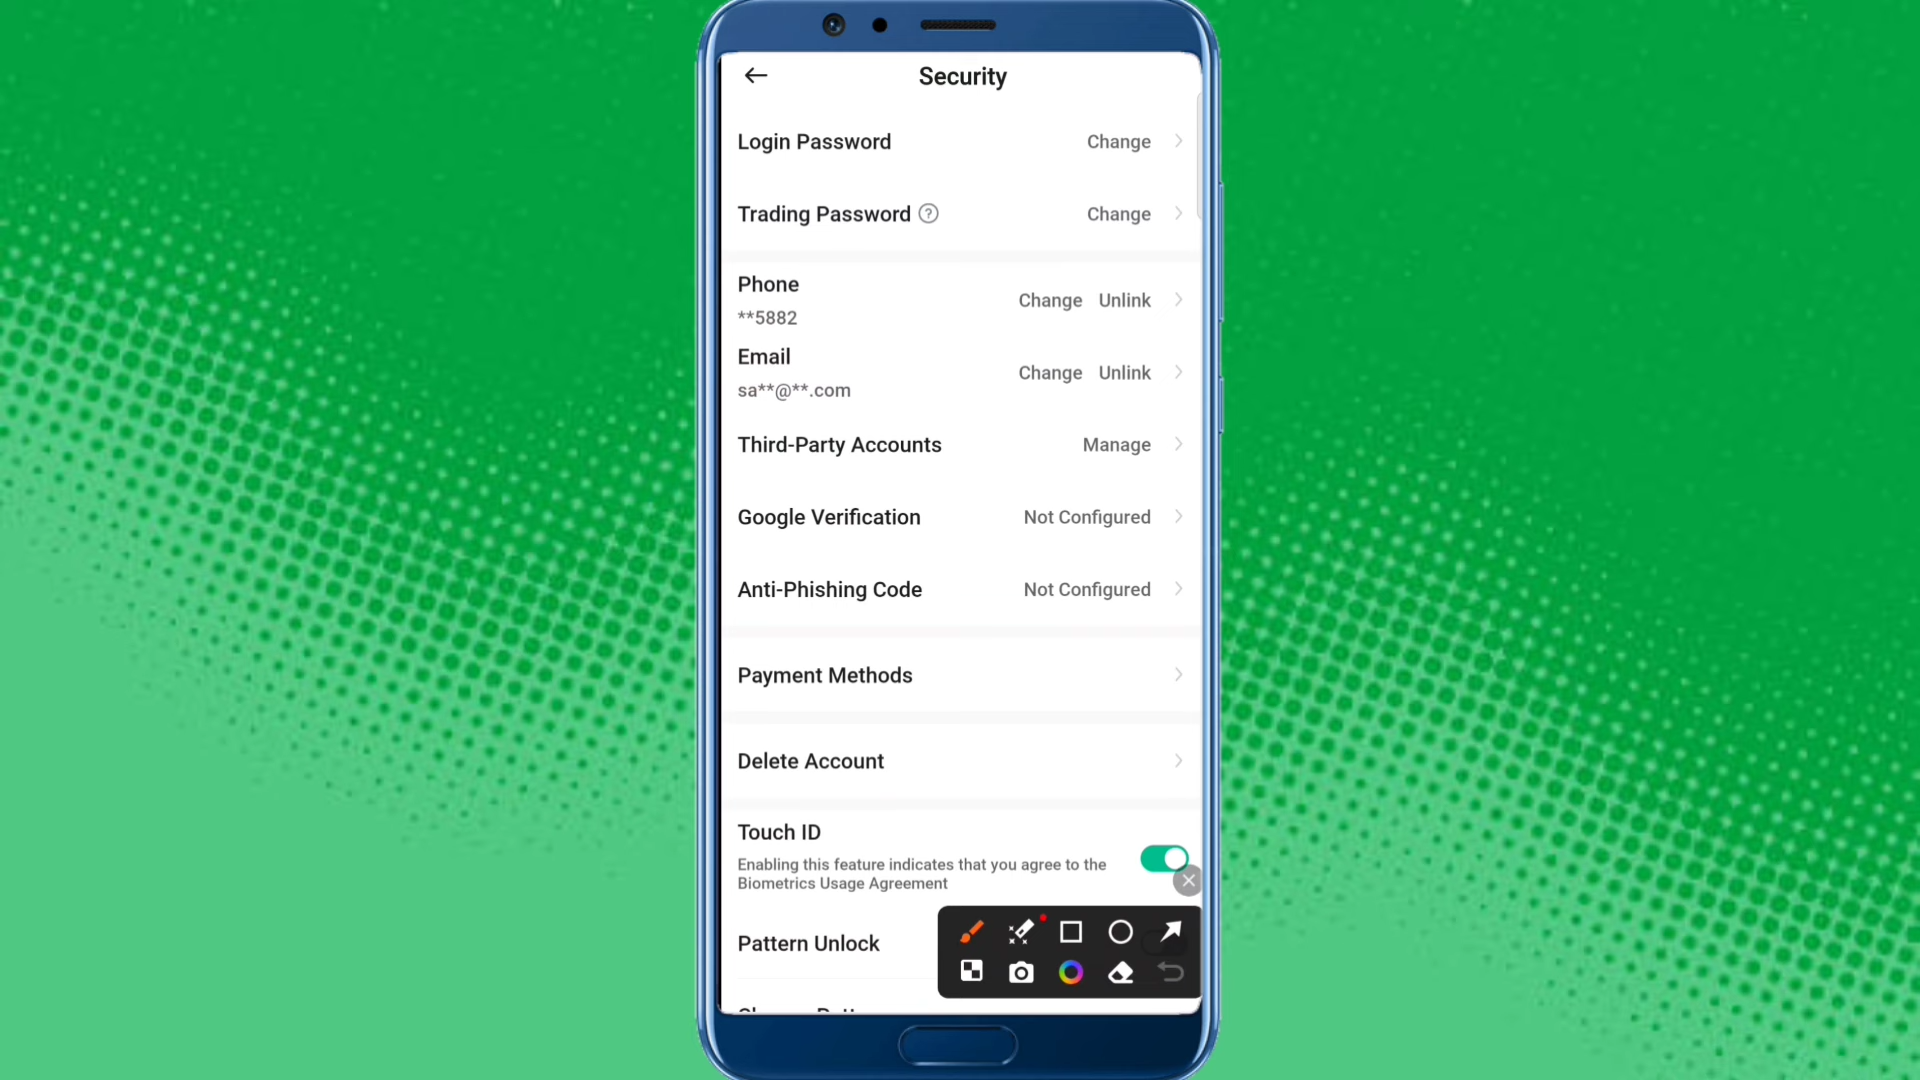 Security
Login Password Change
Trading Password ? Change
Phone
**5882
Change Unlink
Email
sa**@**.com
Change Unlink
Third-Party Accounts Manage
Google Verification Not Configured
Anti-Phishing Code Not Configured
Payment Methods
Delete Account
Touch ID
Enabling this feature indicates that you agree to the
Biometrics Usage Agreement
Pattern Unlock